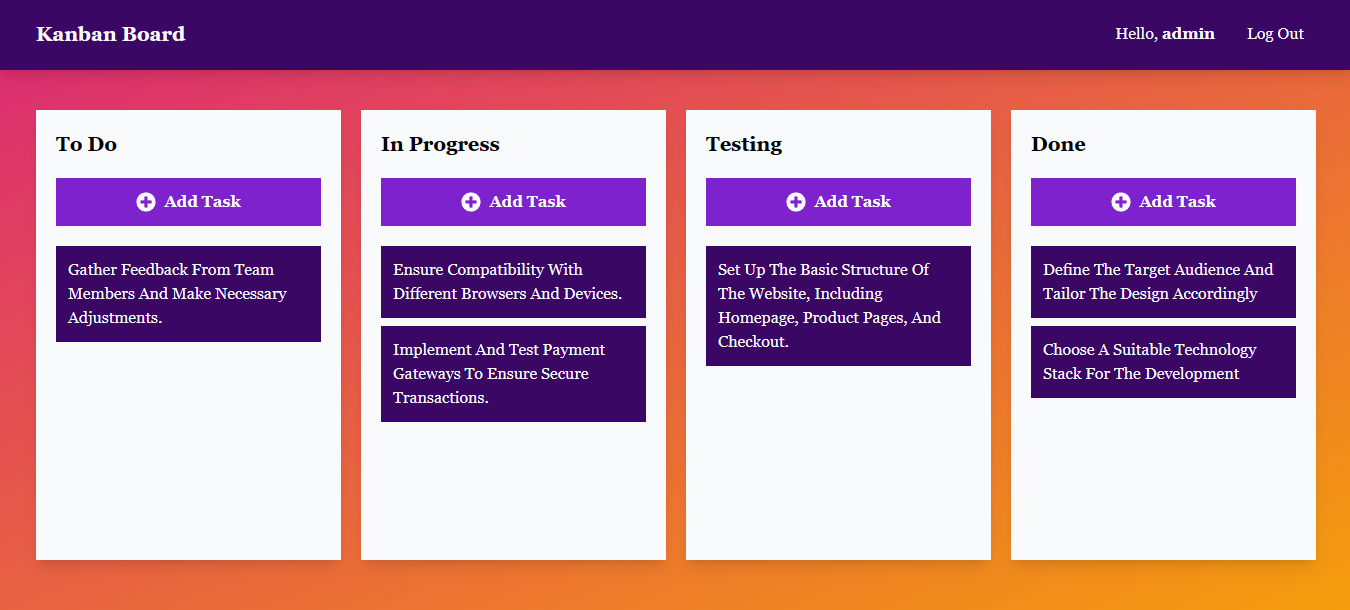 Kanban Board
Hello, admin
Log Out
To Do
Add Task
Gather Feedback From Team
Members And Make Necessary
Adjustments.
In Progress
Add Task
Ensure Compatibility With
Different Browsers And Devices.
Implement And Test Payment
Gateways To Ensure Secure
Transactions.
Testing
Add Task
Set Up The Basic Structure Of
The Website, Including
Homepage, Product Pages, And
Checkout.
Done
Add Task
Define The Target Audience And
Tailor The Design Accordingly
Choose A Suitable Technology
Stack For The Development